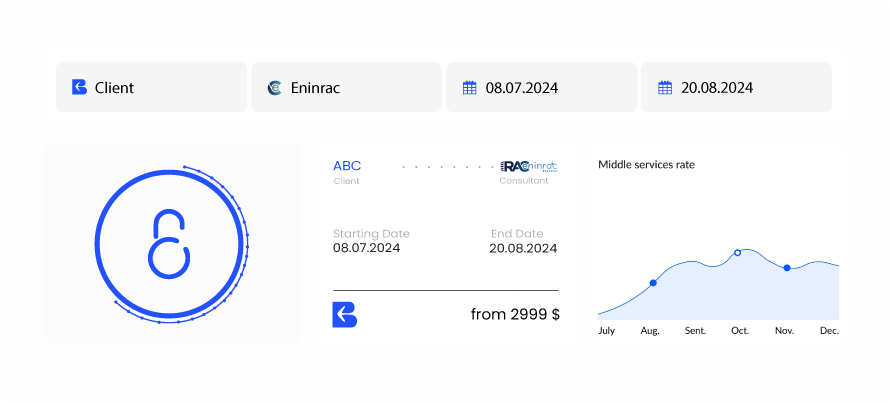 Client
Eninrac
08.07.2024
20.08.2024
ABC
Client
eninrac
Consultant
Starting Date
08.07.2024
End Date
20.08.2024
from 2999 $
Middle services rate
July Aug. Sent. Oct. Nov. Dec.